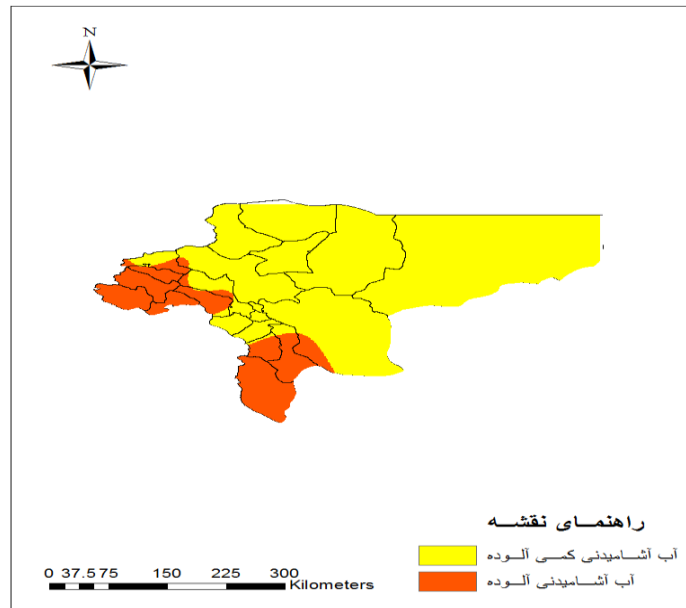 N
راهنمای نقشه
آب آشامیدنی کمی آلوده
آب آشامیدنی آلوده
0 37.5 75 150 225 300
Kilometers